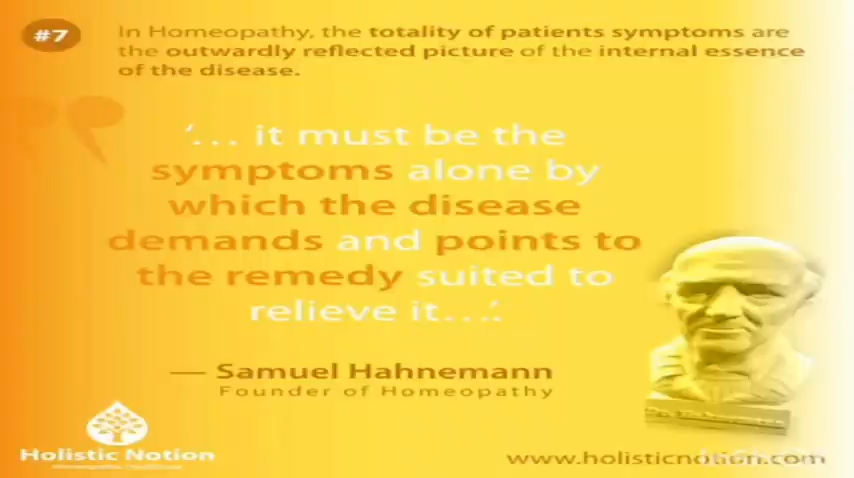 #7
In Homeopathy, the totality of patients symptoms are
the outwardly reflected picture of the internal essence
of the disease.
‘... it must be the
symptoms alone by
which the disease
demands and points to
the remedy suited to
relieve it...’.
— Samuel Hahnemann
Founder of Homeopathy
Holistic Notion
www.holisticnotion.com